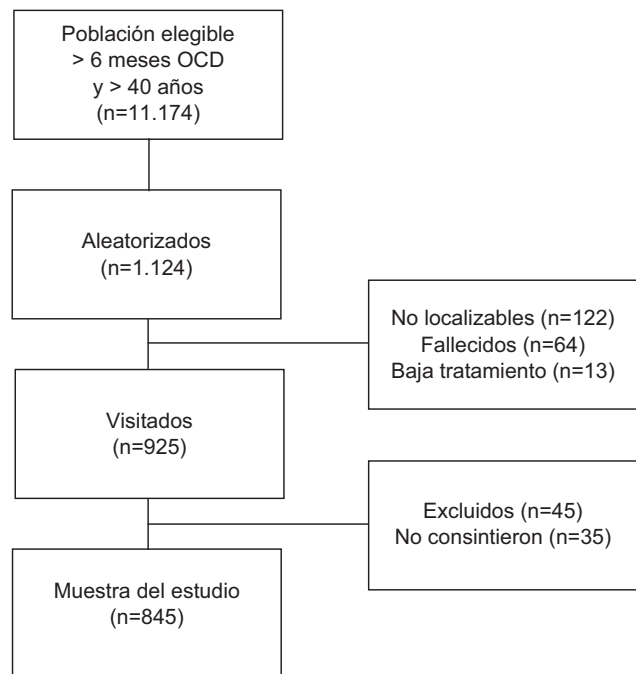 Población elegible
> 6 meses OCD
y > 40 años
(n=11.174)
Aleatorizados
(n=1.124)
No localizables (n=122)
Fallecidos (n=64)
Baja tratamiento (n=13)
Visitados
(n=925)
Excluidos (n=45)
No consintieron (n=35)
Muestra del estudio
(n=845)